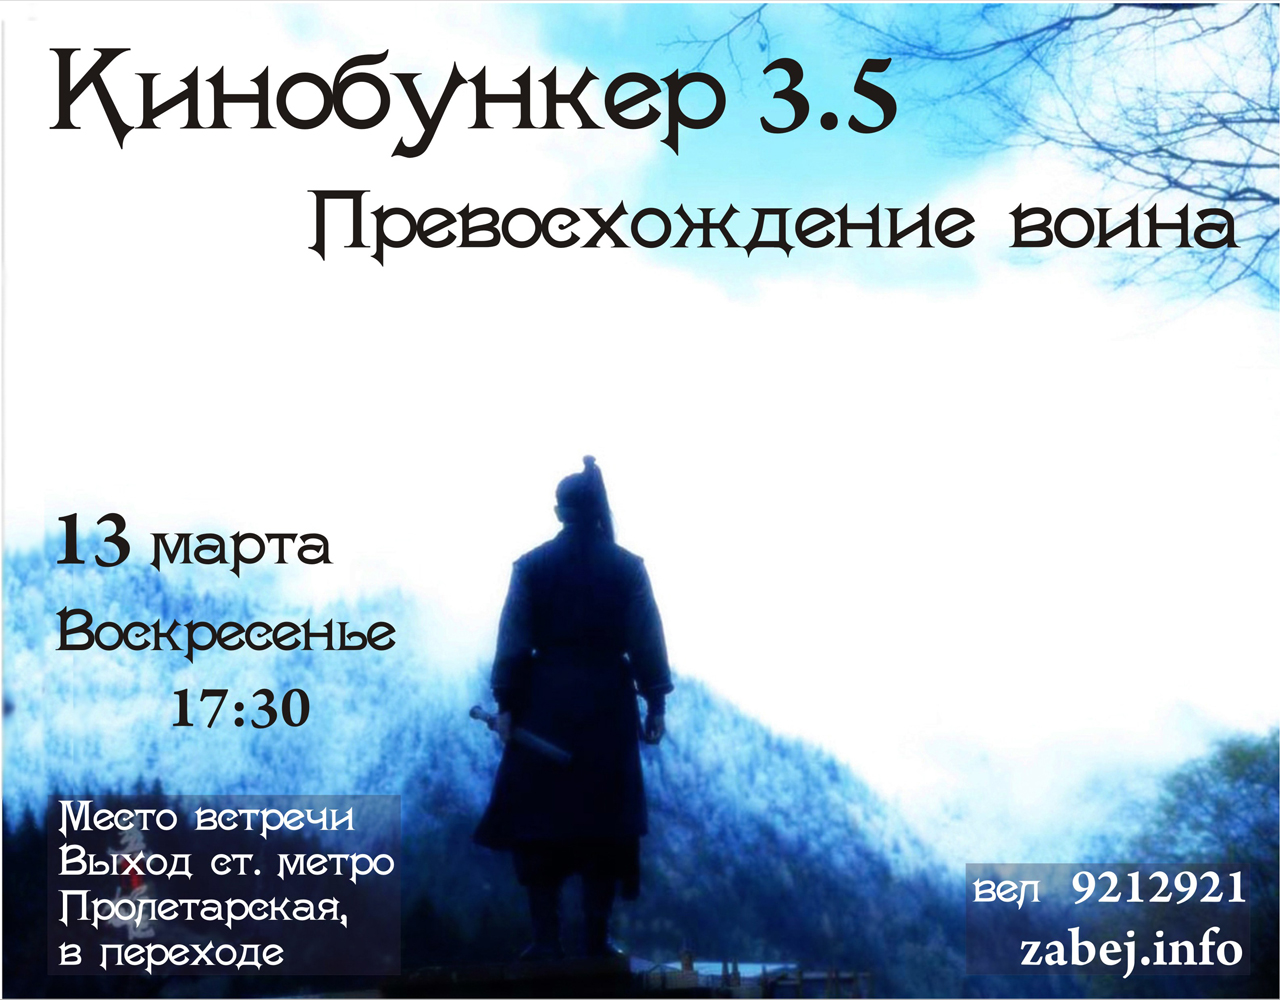 Кинобункер 3.5
Превосхождение воина
13 марта
Воскресенье
17:30
Место встречи
Выход ст. метро
Пролетарская,
в переходе
вел 9212921
zabej.info